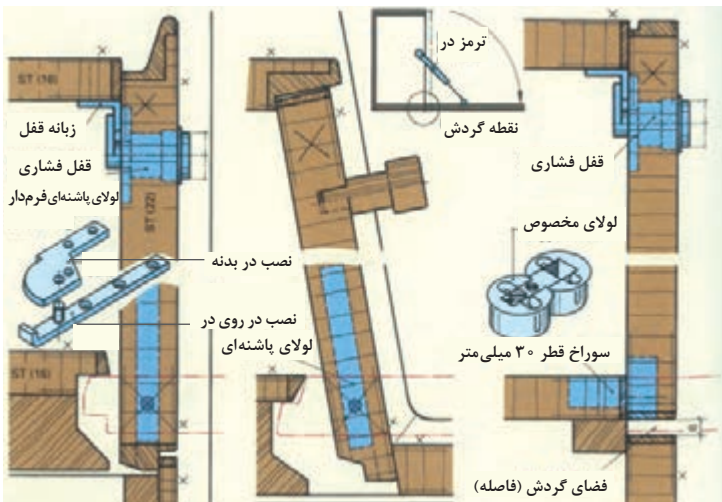 ترمز در
نقطه گردش
قفل فشاری
لولای مخصوص
سوراخ قطر ۳۰ میلی‌متر
فضای گردش (فاصله)
8
ST (16)
زبانه قفل
قفل فشاری
لولای پاشنه‌ای فرم‌دار
ST (22)
نصب در بدنه
نصب در روی در
لولای پاشنه‌ای
ST (16)